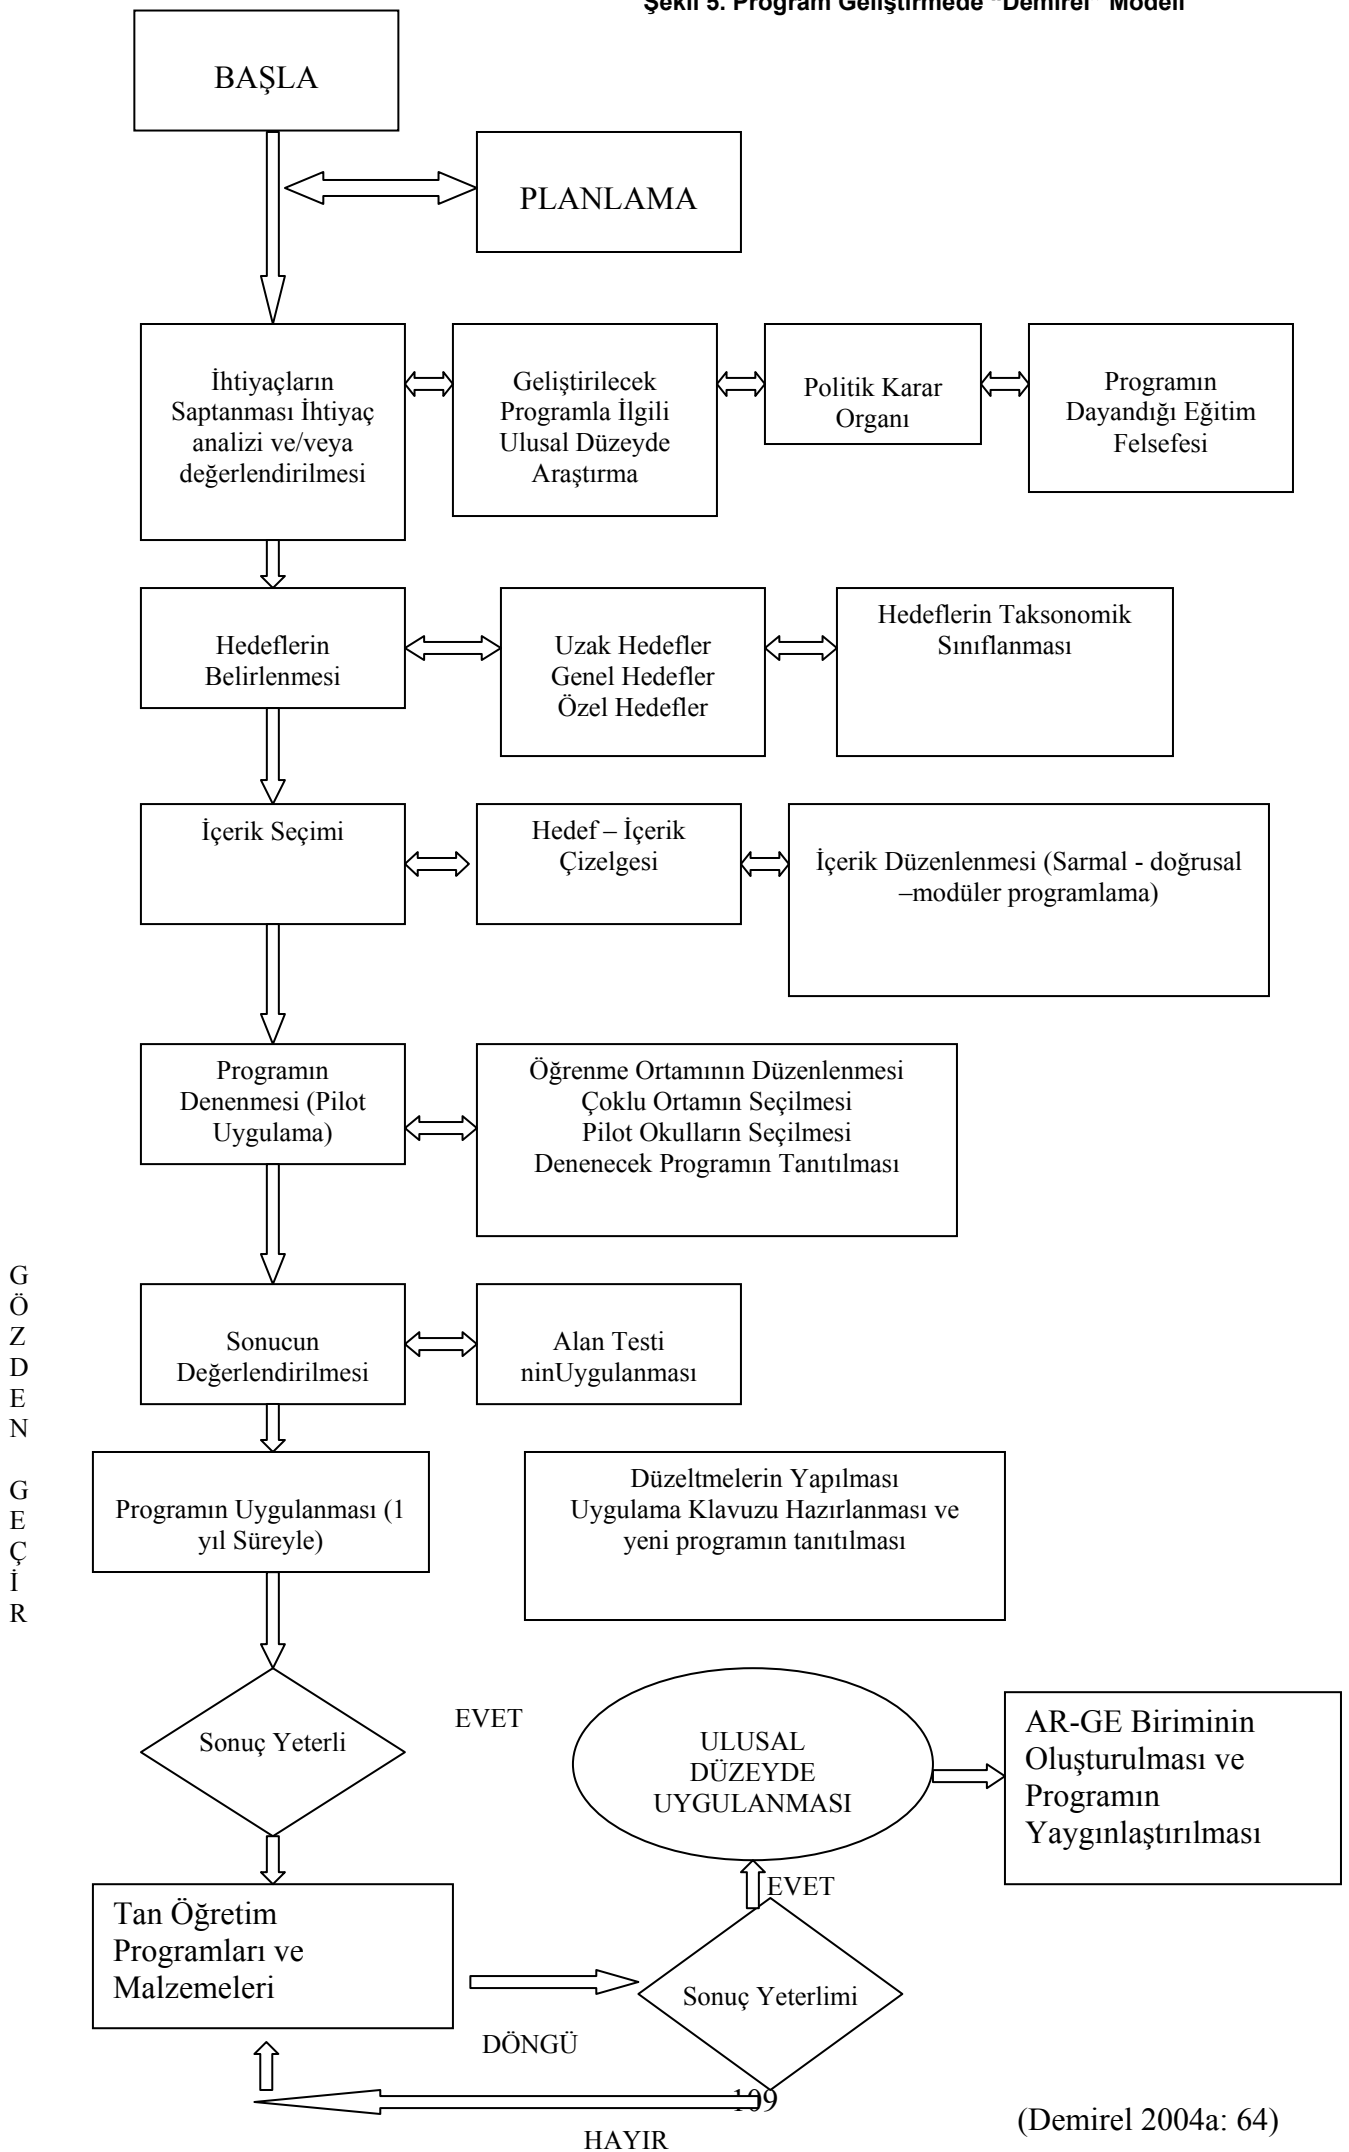 Şekil 5. Program Geliştirmede “Demirel” Modeli
BAŞLA
PLANLAMA
İhtiyaçların
Saptanması İhtiyaç
analizi ve/veya
değerlendirilmesi
Geliştirilecek
Programla İlgili
Ulusal Düzeyde
Araştırma
Politik Karar
Organı
Programın
Dayandığı Eğitim
Felsefesi
Hedeflerin
Belirlenmesi
Uzak Hedefler
Genel Hedefler
Özel Hedefler
Hedeflerin Taksonomik
Sınıflanması
İçerik Seçimi
Hedef – İçerik
Çizelgesi
İçerik Düzenlenmesi (Sarmal - doğrusal
–modüler programlama)
Programın
Denenmesi (Pilot
Uygulama)
Öğrenme Ortamının Düzenlenmesi
Çoklu Ortamın Seçilmesi
Pilot Okulların Seçilmesi
Denenecek Programın Tanıtılması
G
Ö
Z
D
E
N
G
E
Ç
İ
R
Sonucun
Değerlendirilmesi
Alan Testi
ninUygulanması
Programın Uygulanması (1
yıl Süreyle)
Düzeltmelerin Yapılması
Uygulama Klavuzu Hazırlanması ve
yeni programın tanıtılması
Sonuç Yeterli
EVET
ULUSAL
DÜZEYDE
UYGULANMASI
AR-GE Biriminin
Oluşturulması ve
Programın
Yaygınlaştırılması
EVET
Tan Öğretim
Programları ve
Malzemeleri
Sonuç Yeterlimi
DÖNGÜ
109
HAYIR
(Demirel 2004a: 64)